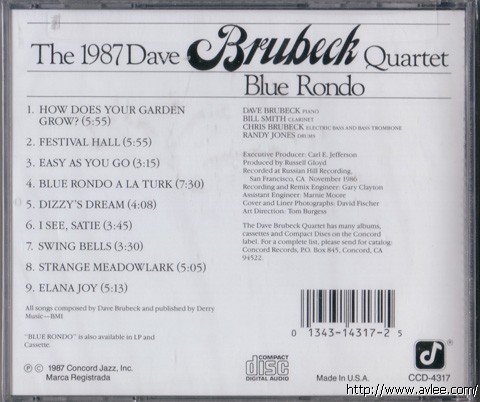 The 1987 Dave Brubeck Quartet
Blue Rondo
1. HOW DOES YOUR GARDEN
GROW? (5:55)
2. FESTIVAL HALL (5:55)
3. EASY AS YOU GO (3:15)
4. BLUE RONDO A LA TURK (7:30)
5. DIZZY'S DREAM (4:08)
6. I SEE, SATIE (3:45)
7. SWING BELLS (3:30)
8. STRANGE MEADOWLARK (5:05)
9. ELANA JOY (5:13)
All songs composed by Dave Brubeck and published by Derry
Music—BMI
"BLUE RONDO" is also available in LP and
Cassette.
℗ © 1987 Concord Jazz, Inc.
Marca Registrada
DAVE BRUBECK PIANO
BILL SMITH CLARINET
CHRIS BRUBECK ELECTRIC BASS AND BASS TROMBONE
RANDY JONES DRUMS
Executive Producer: Carl E. Jefferson
Produced by Russell Gloyd
Recorded at Russian Hill Recording,
San Francisco, CA November 1986
Recording and Remix Engineer: Gary Clayton
Assistant Engineer: Marnie Moore
Cover and Liner Photographs: David Fischer
Art Direction: Tom Burgess
The Dave Brubeck Quartet has many albums,
cassettes and Compact Discs on the Concord
label. For a complete list, please send for catalog:
Concord Records, P.O. Box 845, Concord, CA
94522.
0 13431-4317-2 5
COMPACT
disc
DIGITAL AUDIO
Made in U.S.A.
CCD-4317
http://www.avlee.com